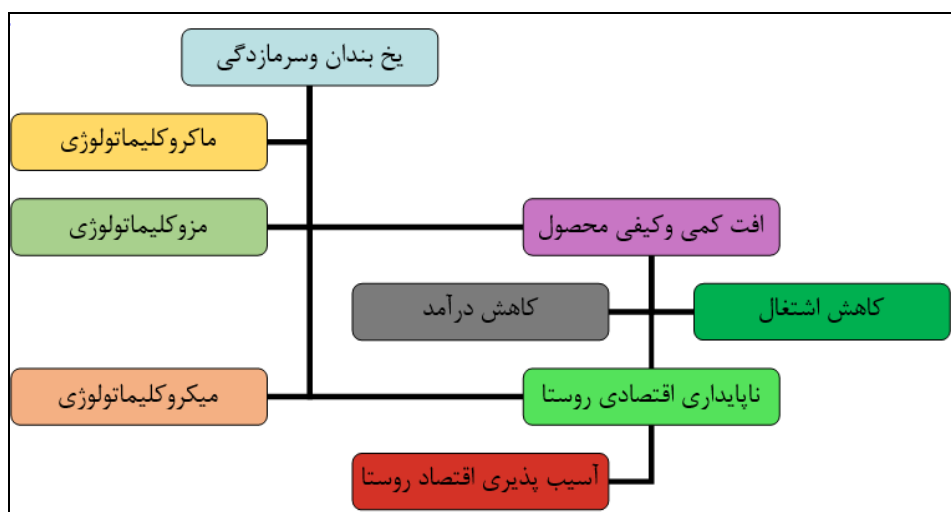 یخ بندان وسرمازدگی
ماکروکلیماتولوژی
افت کمی وکیفی محصول
مزوکلیماتولوژی
کاهش اشتغال
کاهش درآمد
ناپایداری اقتصادی روستا
میکروکلیماتولوژی
آسیب پذیری اقتصاد روستا